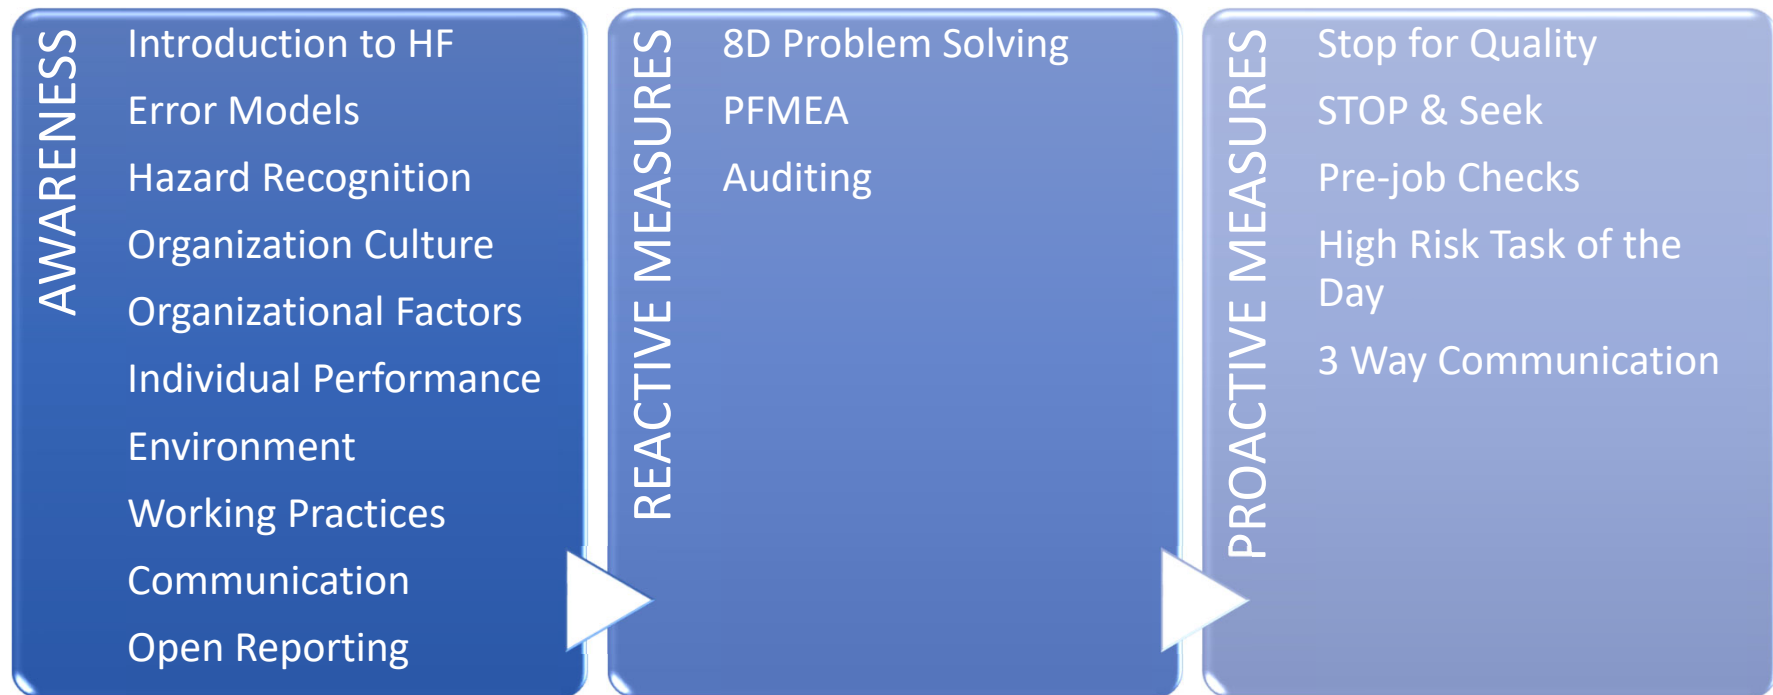 AWARENESS
Introduction to HF
Error Models
Hazard Recognition
Organization Culture
Organizational Factors
Individual Performance
Environment
Working Practices
Communication
Open Reporting
REACTIVE MEASURES
8D Problem Solving
PFMEA
Auditing
PROACTIVE MEASURES
Stop for Quality
STOP & Seek
Pre-job Checks
High Risk Task of the
Day
3 Way Communication